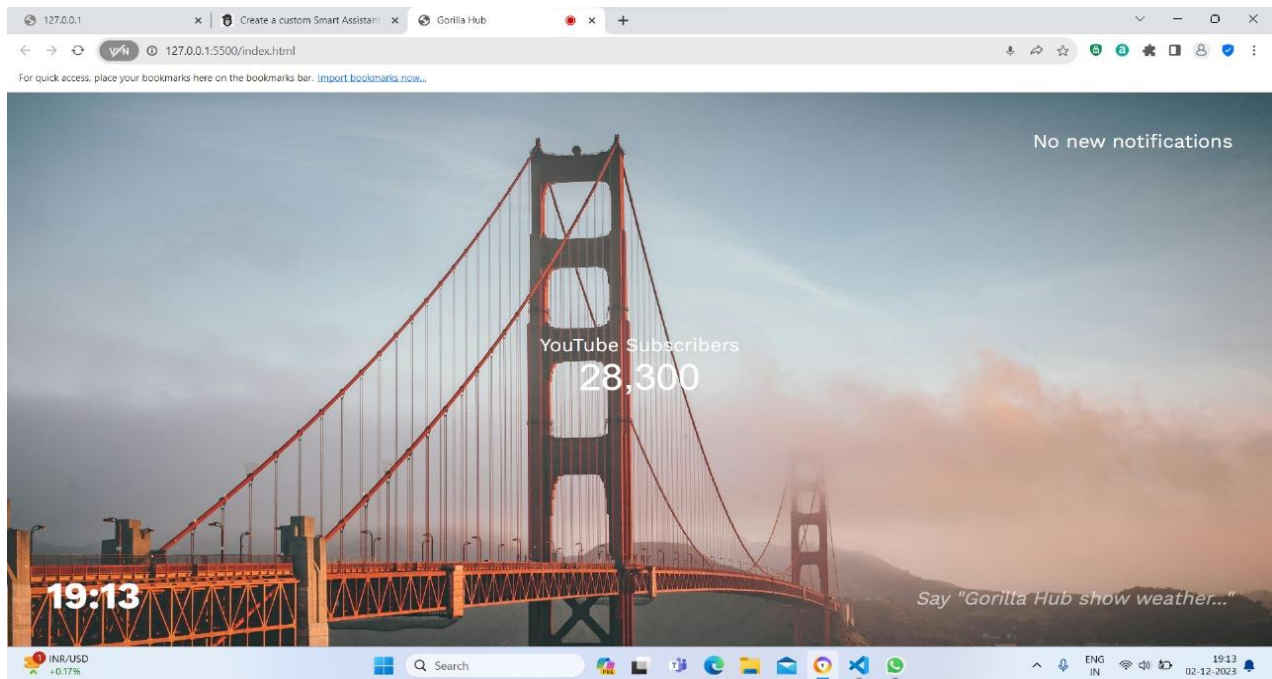 127.0.0.1
Create a custom Smart Assistant
Gorilla Hub
127.0.0.1:5500/index.html
For quick access, place your bookmarks here on the bookmarks bar. Import bookmarks now...
No new notifications
YouTube Subscribers
28,300
19:13
Say "Gorilla Hub show weather..."
1
INR/USD
+0.17%
Search
PRE
ENG
IN
19:13
02-12-2023